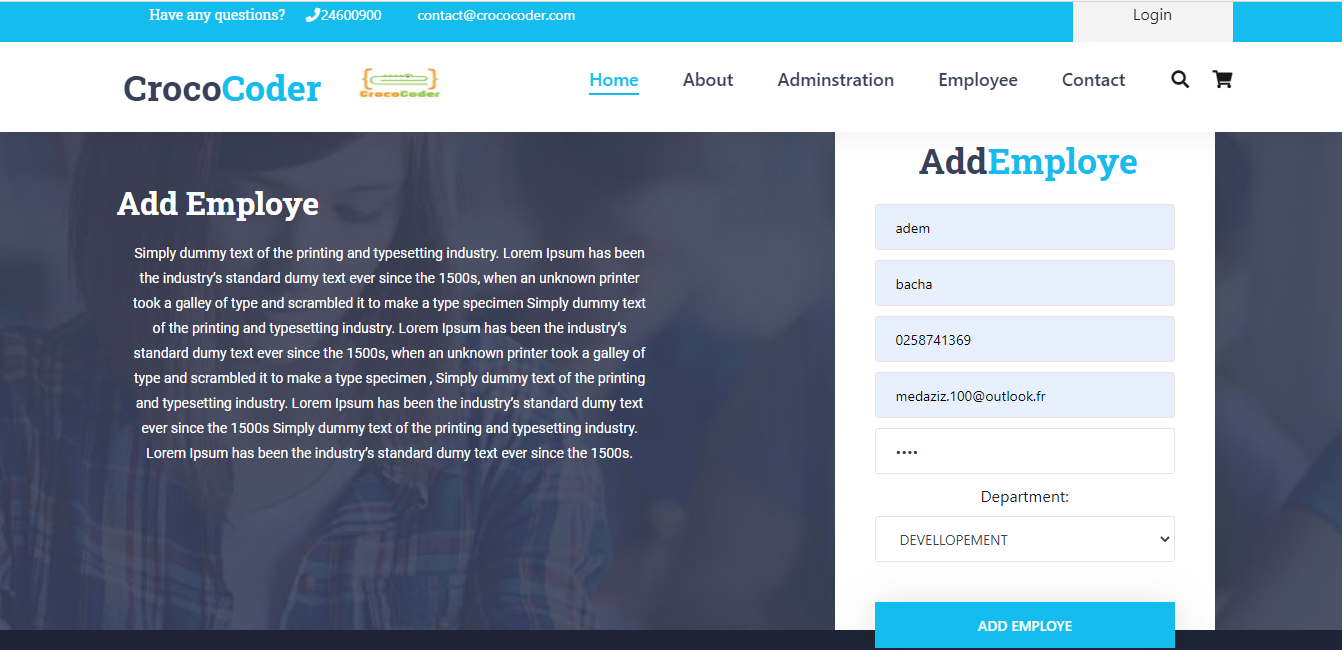 Have any questions? 24600900 contact@crococoder.com Login
CrocoCoder CrocoCoder Home About Adminstration Employee Contact
AddEmploye
Add Employe
Simply dummy text of the printing and typesetting industry. Lorem Ipsum has been
the industry’s standard dumy text ever since the 1500s, when an unknown printer
took a galley of type and scrambled it to make a type specimen Simply dummy text
of the printing and typesetting industry. Lorem Ipsum has been the industry’s
standard dumy text ever since the 1500s, when an unknown printer took a galley of
type and scrambled it to make a type specimen , Simply dummy text of the printing
and typesetting industry. Lorem Ipsum has been the industry’s standard dumy text
ever since the 1500s Simply dummy text of the printing and typesetting industry.
Lorem Ipsum has been the industry’s standard dumy text ever since the 1500s.
adem
bacha
0258741369
medaziz.100@outlook.fr
••••
Department:
DEVELLOPEMENT
ADD EMPLOYE